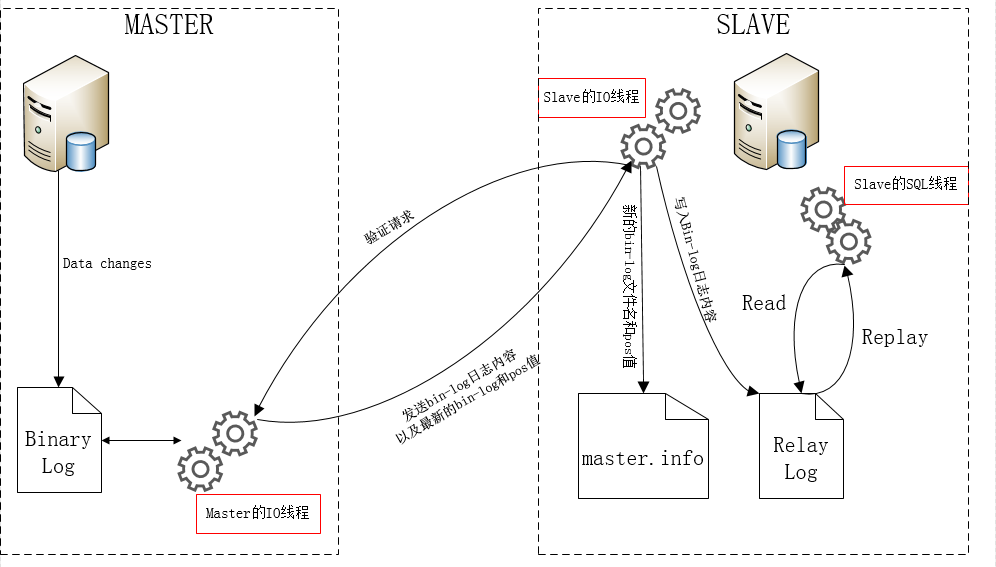 MASTER
SLAVE
Slave的IO线程
Slave的SQL线程
验证请求
Data changes
新的bin-log文件名和pos值
写入Bin-log日志内容
Read
Replay
发送bin-log日志内容
以及最新的bin-log和pos值
Binary
Log
master.info
Relay
Log
Master的IO线程